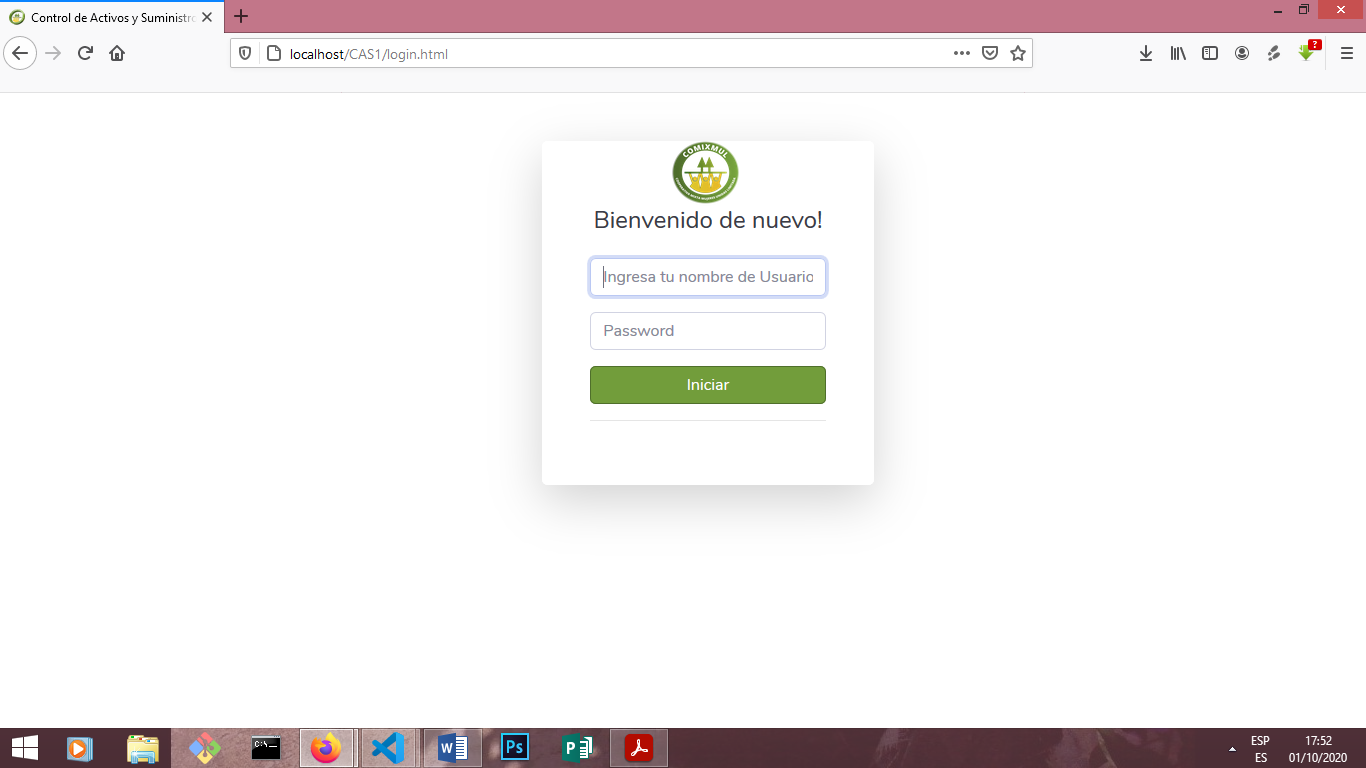 Control de Activos y Suministro
localhost/CAS1/login.html
?
COMIXMUL
Bienvenido de nuevo!
Ingresa tu nombre de Usuario
Password
Iniciar
C:\
W
Ps
P
ESP
ES
17:52
01/10/2020